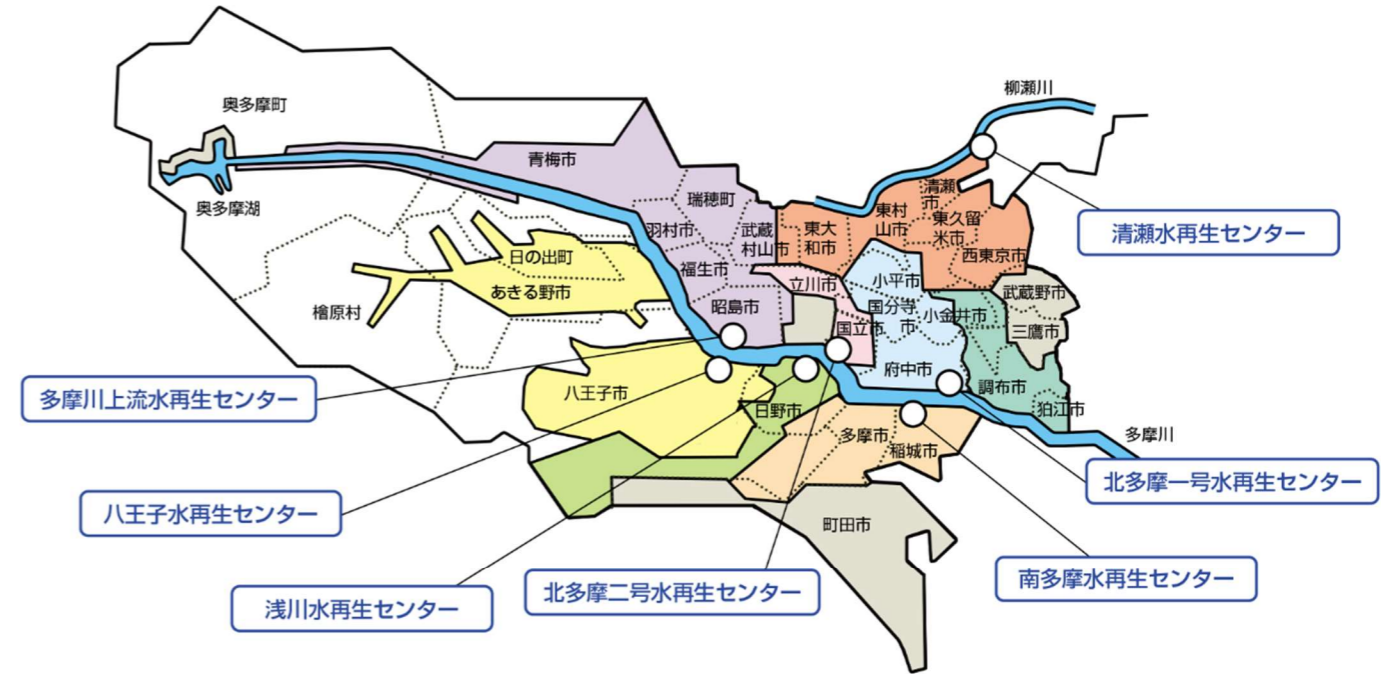 柳瀬川
奥多摩町
青梅市
奥多摩湖
瑞穂町
清瀬
市
東村
山市
東久留
米市
羽村市
武蔵
村山市
東大
和市
清瀬水再生センター
日の出町
西東京市
福生市
立川市
小平市
あきる野市
武蔵野市
檜原村
昭島市
国分寺
市
小金井市
国立市
三鷹市
府中市
八王子市
調布市
多摩川上流水再生センター
日野市
狛江市
多摩市
多摩川
稲城市
北多摩一号水再生センター
八王子水再生センター
町田市
南多摩水再生センター
北多摩二号水再生センター
浅川水再生センター